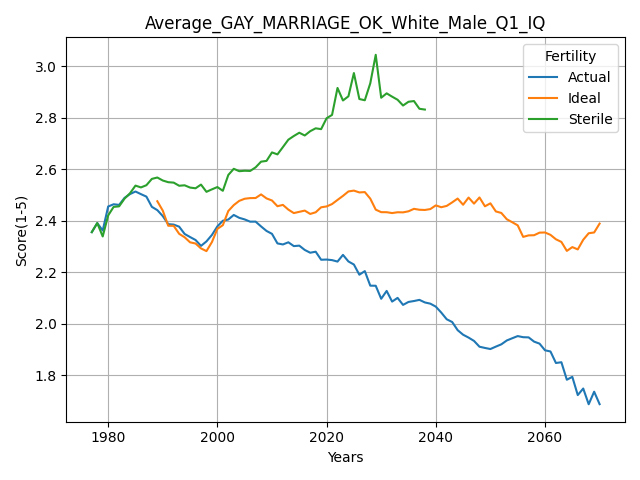 Average_GAY_MARRIAGE_OK_White_Male_Q1_IQ
Fertility
Actual
Ideal
Sterile
Score(1-5)
3.0
2.8
2.6
2.4
2.2
2.0
1.8
1980
2000
2020
2040
2060
Years